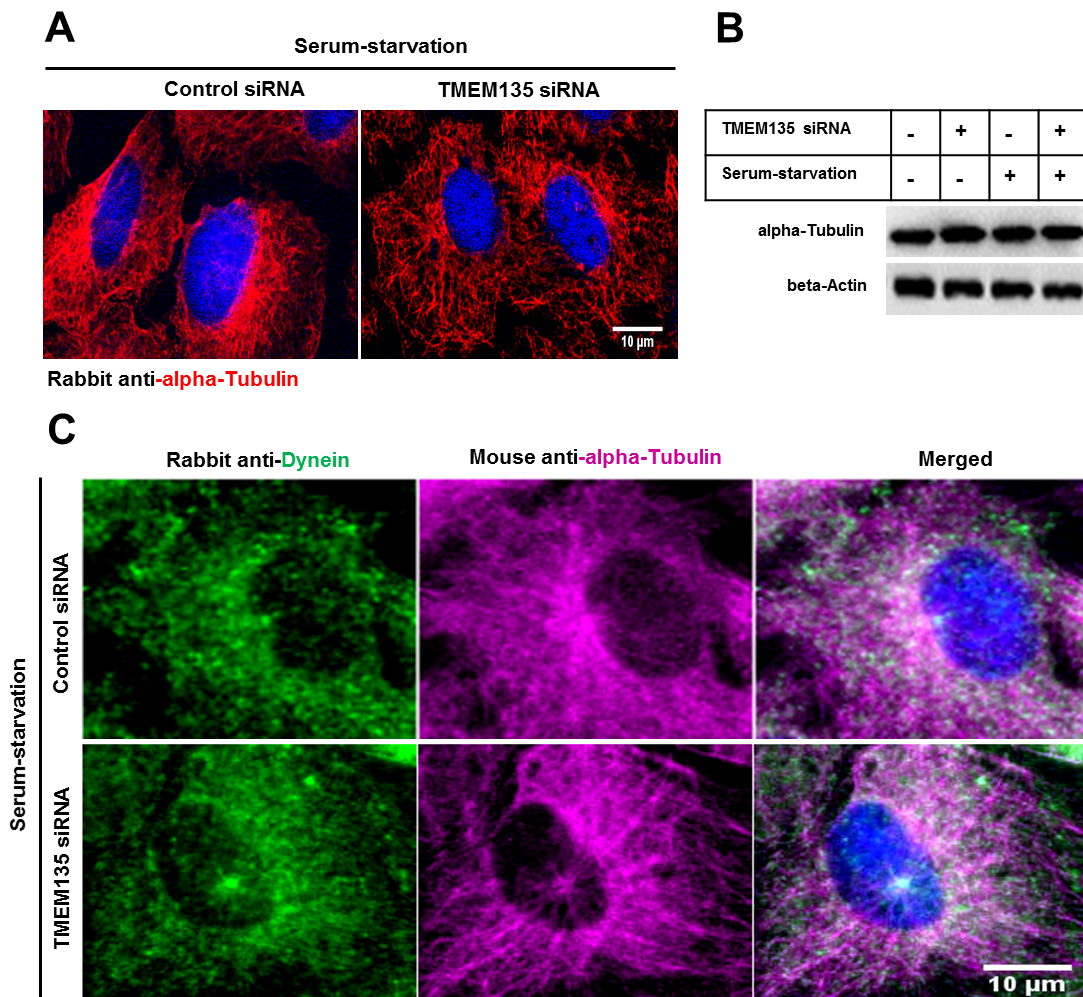 A
Serum-starvation
Control siRNA
TMEM135 siRNA
10 µm
Rabbit anti-alpha-Tubulin
B
TMEM135 siRNA - + - +
Serum-starvation - - + +
alpha-Tubulin
beta-Actin
C
Rabbit anti-Dynein
Mouse anti-alpha-Tubulin
Merged
Serum-starvation
Control siRNA
TMEM135 siRNA
10 µm